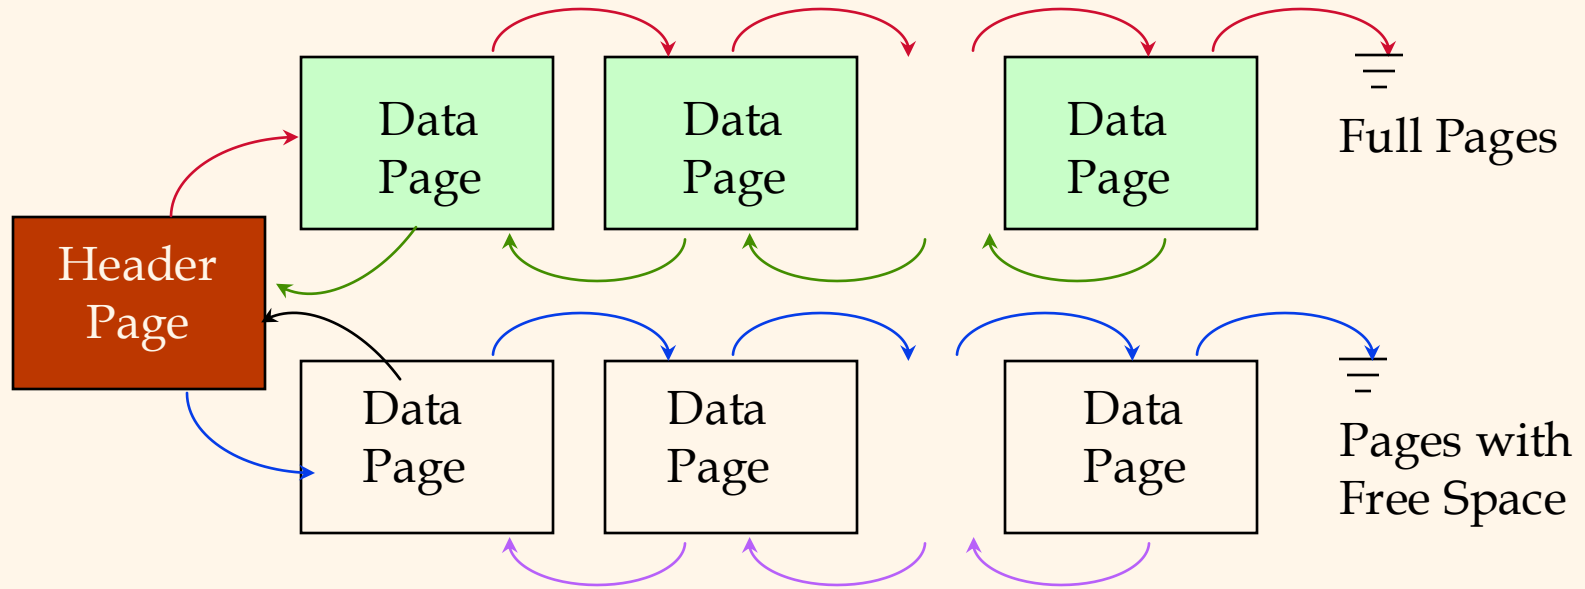 Data
Page
Data
Page
Data
Page
Full Pages
Header
Page
Data
Page
Data
Page
Data
Page
Pages with
Free Space